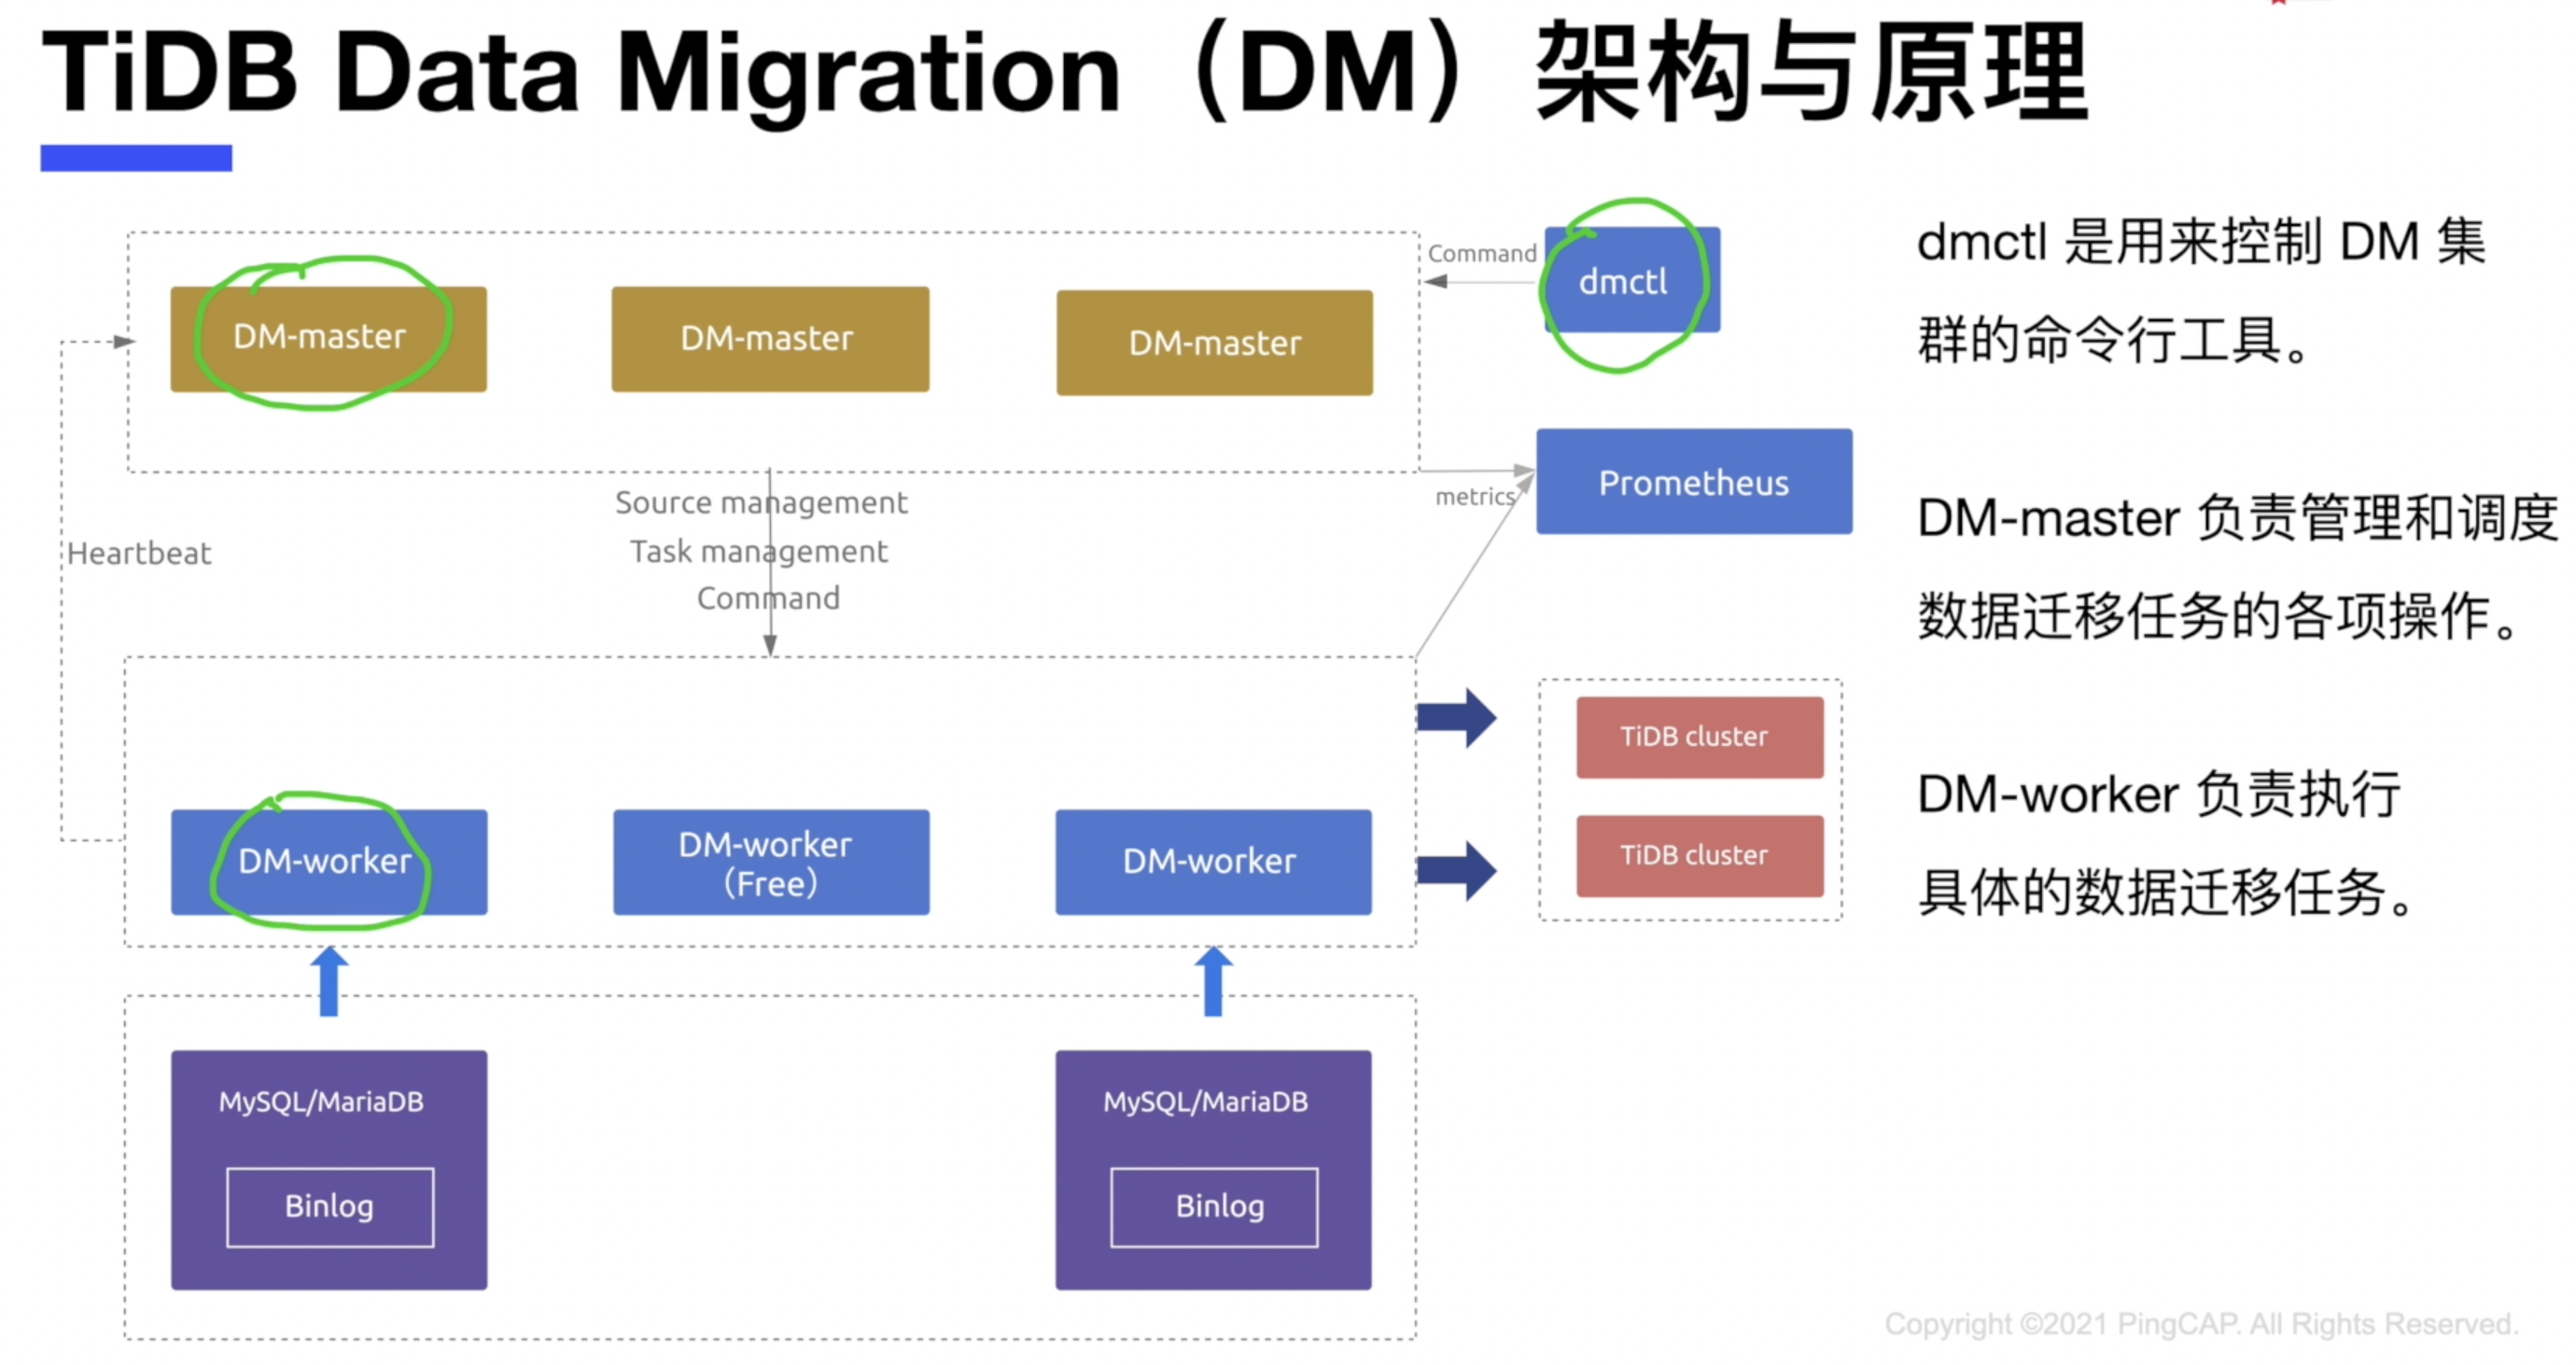 TiDB Data Migration（DM）架构与原理
DM-master
DM-master
DM-master
Command
dmctl
dmctl 是用来控制 DM 集
群的命令行工具。
Prometheus
metrics
Source management
Task management
Command
Heartbeat
DM-master 负责管理和调度
数据迁移任务的各项操作。
DM-worker
DM-worker
（Free）
DM-worker
TiDB cluster
TiDB cluster
DM-worker 负责执行
具体的数据迁移任务。
MySQL/MariaDB
Binlog
MySQL/MariaDB
Binlog
Copyright ©2021 PingCAP. All Rights Reserved.